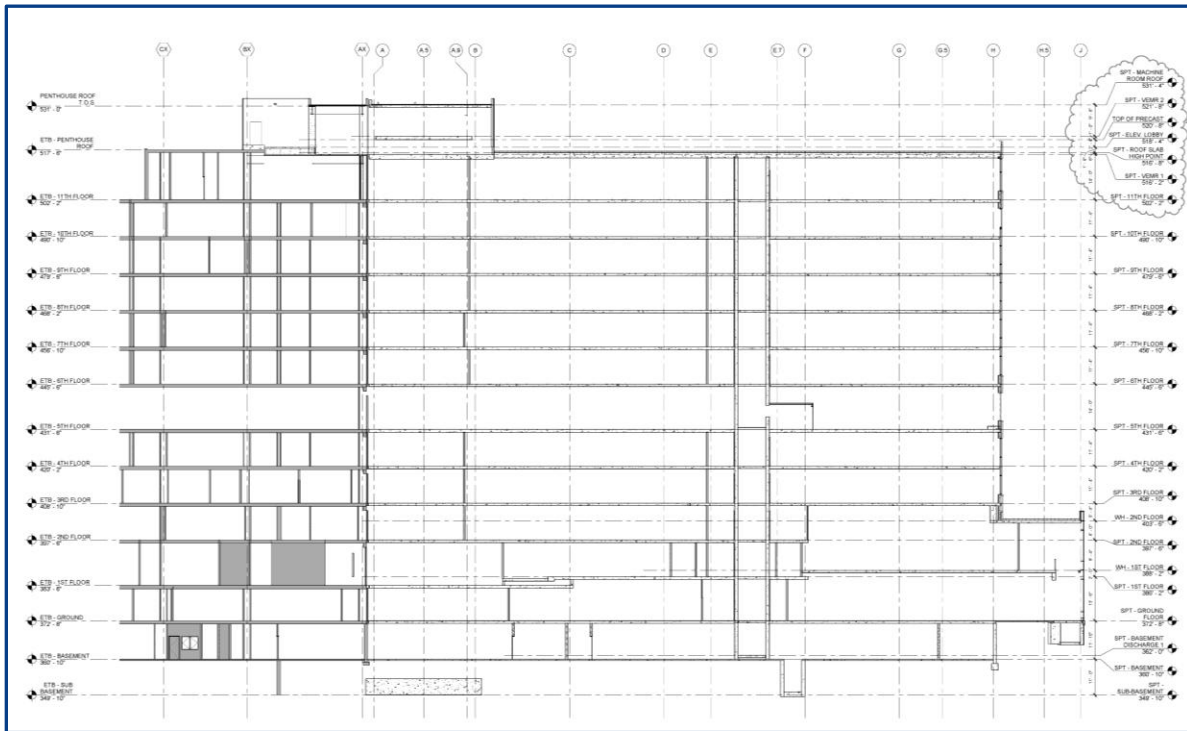 CX
BX
AX
A
A.5
A.9
B
C
D
E
E.7
F
G
G.5
H
H.5
J
PENTHOUSE ROOF
T.O.S
531' - 0"
ETB - PENTHOUSE
ROOF
517' - 6"
ETB - 11TH FLOOR
502' - 2"
ETB - 10TH FLOOR
490' - 10"
ETB - 9TH FLOOR
479' - 6"
ETB - 8TH FLOOR
468' - 2"
ETB - 7TH FLOOR
456' - 10"
ETB - 6TH FLOOR
445' - 6"
ETB - 5TH FLOOR
431' - 6"
ETB - 4TH FLOOR
420' - 2"
ETB - 3RD FLOOR
408' - 10"
ETB - 2ND FLOOR
397' - 6"
ETB - 1ST FLOOR
383' - 6"
ETB - GROUND
372' - 8"
ETB - BASEMENT
360' - 10"
ETB - SUB
BASEMENT
349' - 10"
SPT - MACHINE
ROOM ROOF
531' - 4"
SPT - VEMR 2
521' - 8"
TOP OF PRECAST
520' - 8"
SPT - ELEV. LOBBY
518' - 4"
SPT - ROOF SLAB
HIGH POINT
516' - 8"
SPT - VEMR 1
516' - 2"
SPT - 11TH FLOOR
502' - 2"
SPT - 10TH FLOOR
490' - 10"
SPT - 9TH FLOOR
479' - 6"
SPT - 8TH FLOOR
468' - 2"
SPT - 7TH FLOOR
456' - 10"
SPT - 6TH FLOOR
445' - 6"
SPT - 5TH FLOOR
431' - 6"
SPT - 4TH FLOOR
420' - 2"
SPT - 3RD FLOOR
408' - 10"
WH - 2ND FLOOR
403' - 6"
SPT - 2ND FLOOR
397' - 6"
WH - 1ST FLOOR
388' - 2"
SPT - 1ST FLOOR
386' - 2"
SPT - GROUND
FLOOR
372' - 8"
SPT - BASEMENT
DISCHARGE 1
362' - 0"
SPT - BASEMENT
360' - 10"
SPT -
SUB-BASEMENT
349' - 10"